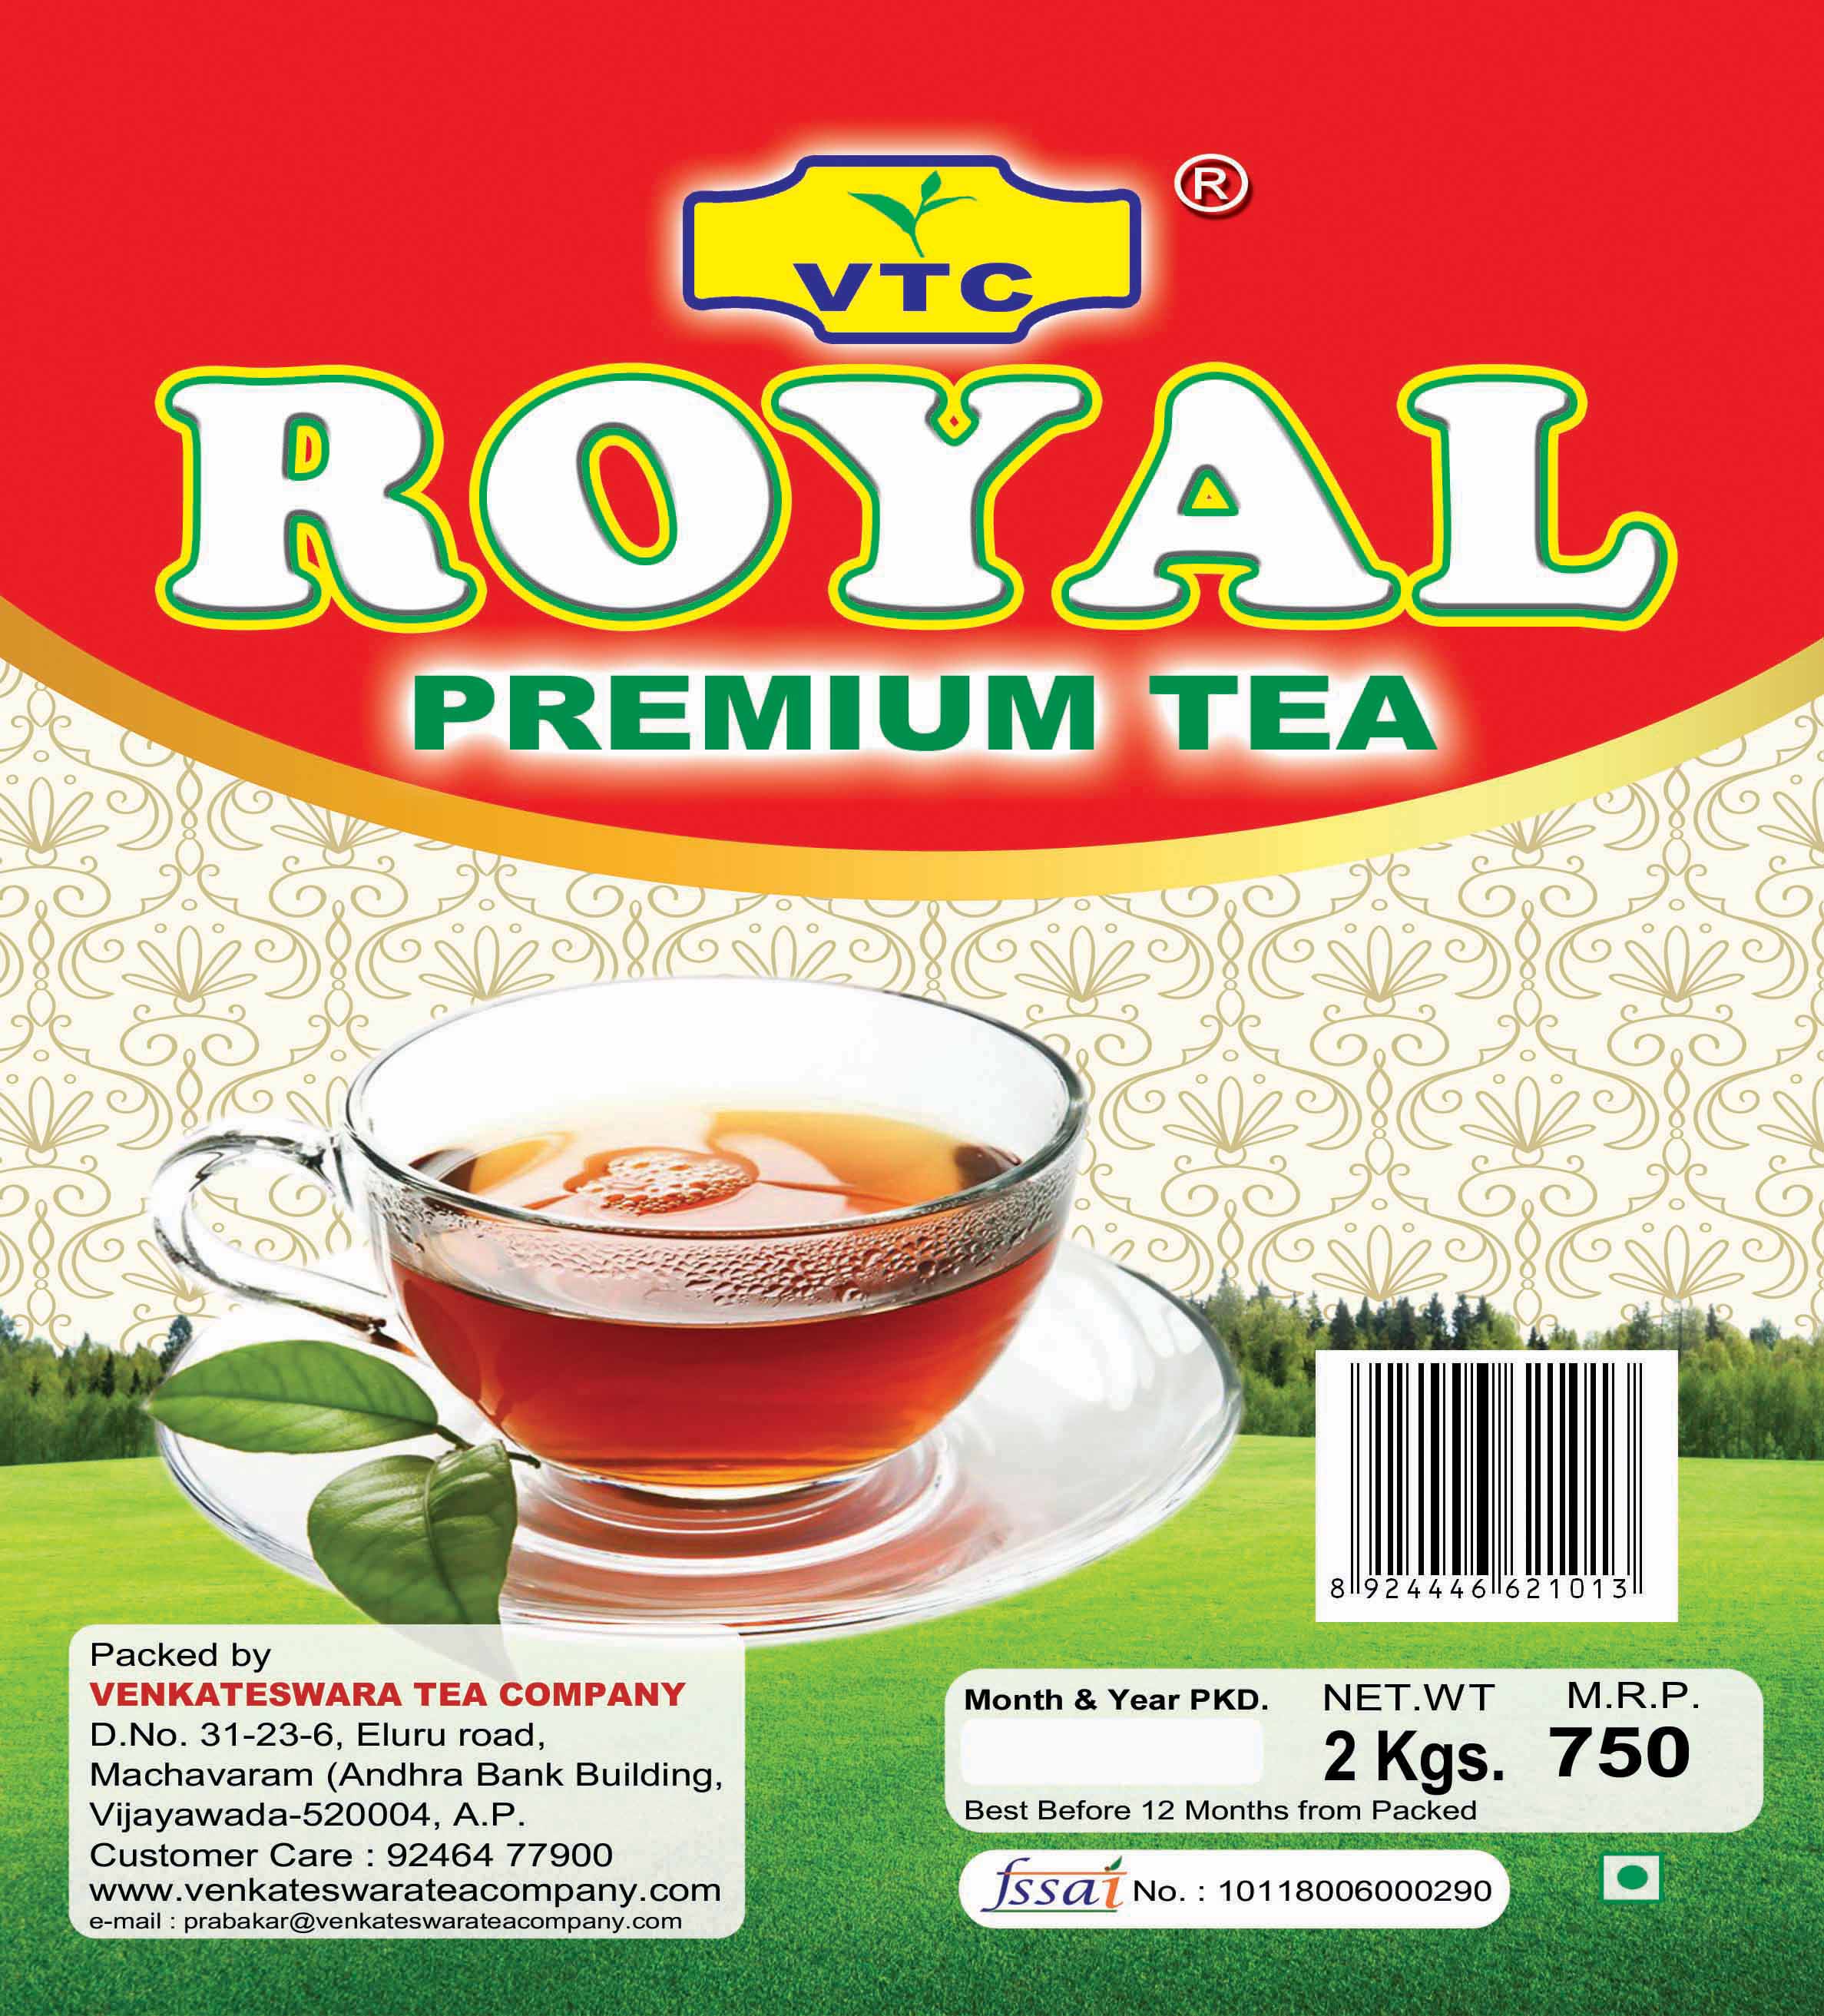 VTC
®
ROYAL
PREMIUM TEA
8 924446 621013
Packed by
VENKATESWARA TEA COMPANY
D.No. 31-23-6, Eluru road,
Machavaram (Andhra Bank Building,
Vijayawada-520004, A.P.
Customer Care : 92464 77900
www.venkateswarateacompany.com
e-mail : prabakar@venkateswarateacompany.com
Month & Year PKD.
NET.WT
2 Kgs.
M.R.P.
750
Best Before 12 Months from Packed
fssai No. : 10118006000290